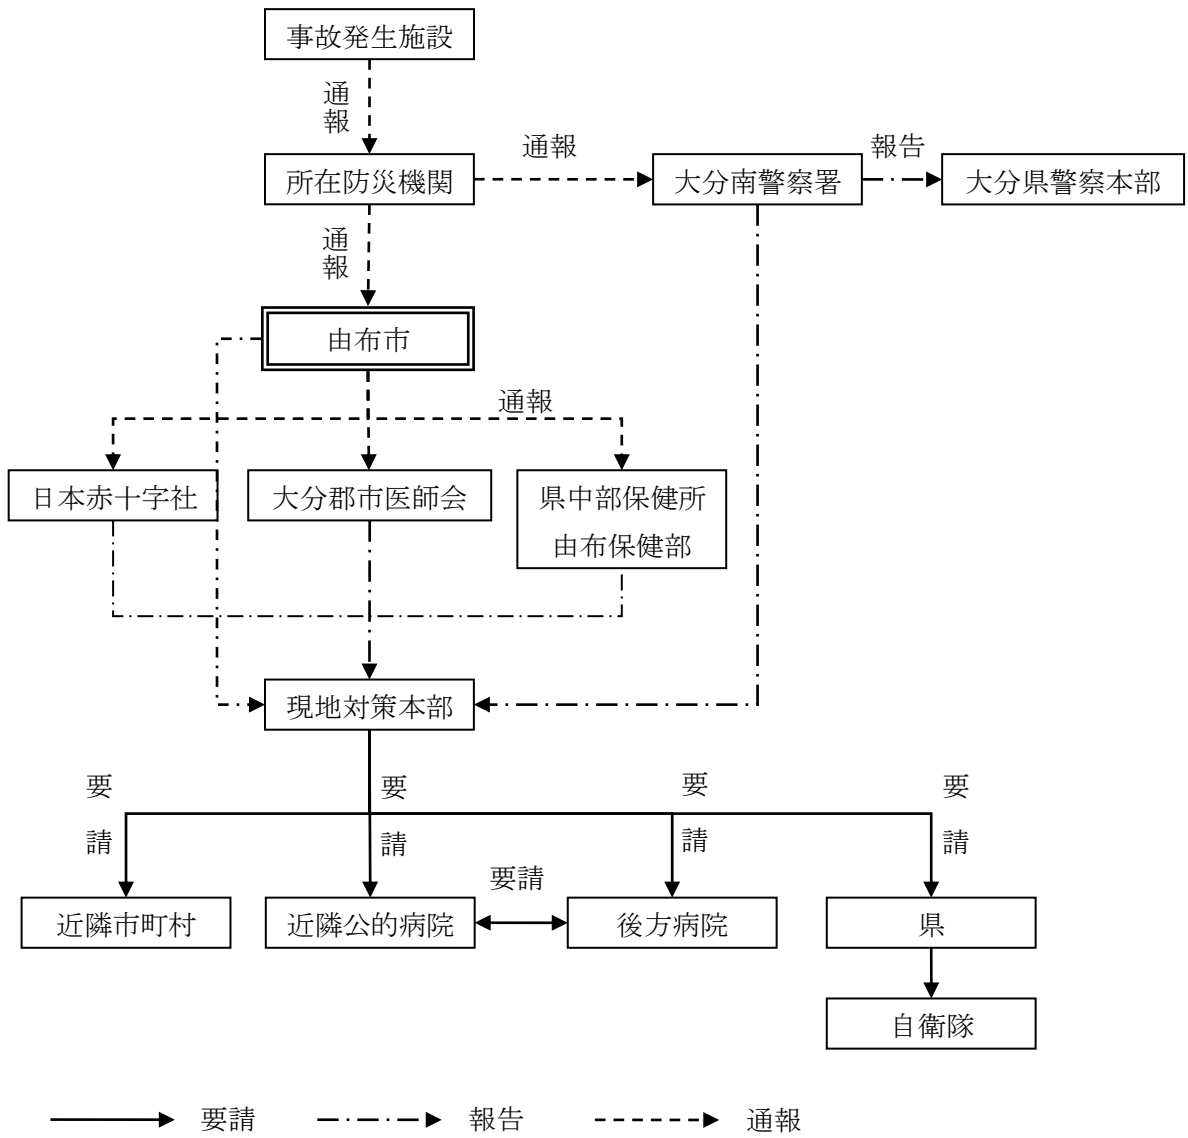 事故発生施設
通報
通報
報告
所在防災機関
大分南警察署
大分県警察本部
通報
由布市
通報
日本赤十字社
大分郡市医師会
県中部保健所
由布保健部
現地対策本部
要請
要請
要請
要請
要請
近隣市町村
近隣公的病院
後方病院
県
自衛隊
要請
報告
通報